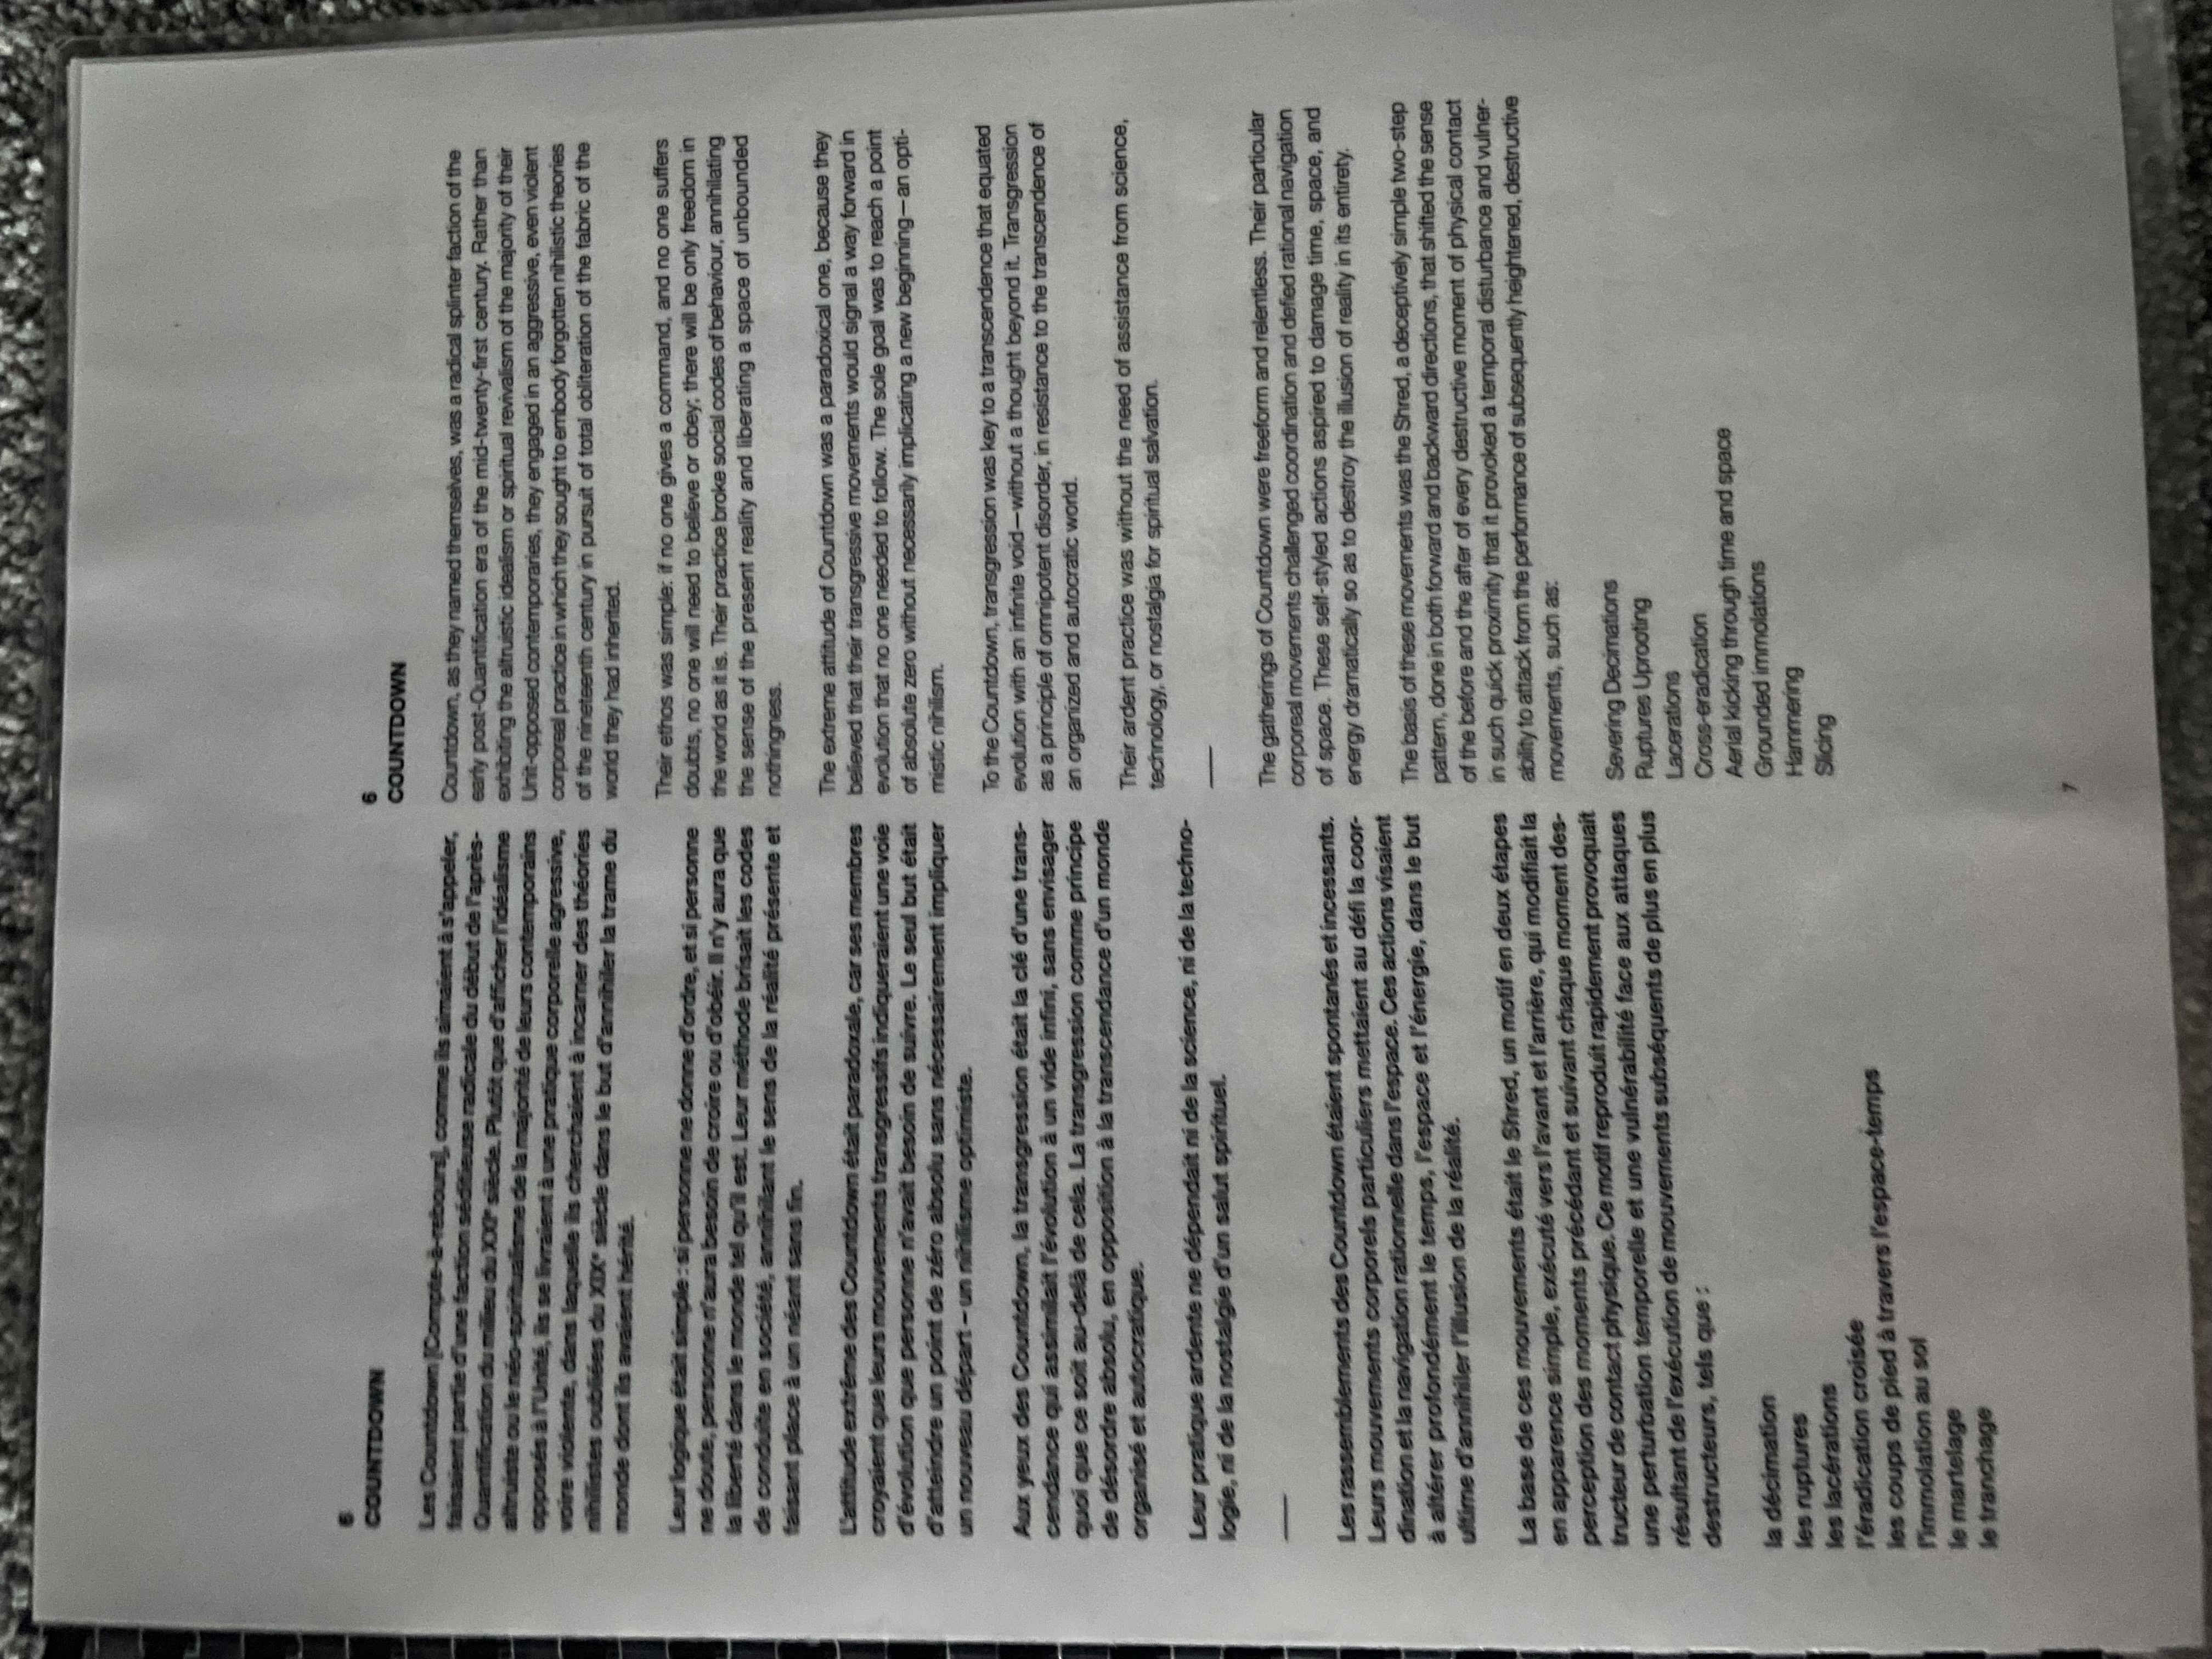 6
COUNTDOWN
Les Countdown [Compte-à-rebours], comme ils aimaient à s'appeler,
faisaient partie d'une faction séditieuse radicale du début de l'après-
Quantification du milieu du XXIe siècle. Plutôt que d'afficher l'idéalisme
altruiste ou le néo-spiritualisme de la majorité de leurs contemporains
opposés à l'Unité, ils se livraient à une pratique corporelle agressive,
voire violente, dans laquelle ils cherchaient à incarner des théories
nihilistes oubliées du XIXe siècle dans le but d'annihiler la trame du
monde dont ils avaient hérité.
Leur logique était simple : si personne ne donne d'ordre, et si personne
ne doute, personne n'aura besoin de croire ou d'obéir. Il n'y aura que
la liberté dans le monde tel qu'il est. Leur méthode brisait les codes
de conduite en société, annihilant le sens de la réalité présente et
faisant place à un néant sans fin.
L'attitude extrême des Countdown était paradoxale, car ses membres
croyaient que leurs mouvements transgressifs indiqueraient une voie
d'évolution que personne n'avait besoin de suivre. Le seul but était
d'atteindre un point de zéro absolu sans nécessairement impliquer
un nouveau départ – un nihilisme optimiste.
Aux yeux des Countdown, la transgression était la clé d'une trans-
cendance qui assimilait l'évolution à un vide infini, sans envisager
quoi que ce soit au-delà de cela. La transgression comme principe
de désordre absolu, en opposition à la transcendance d'un monde
organisé et autocratique.
Leur pratique ardente ne dépendait ni de la science, ni de la techno-
logie, ni de la nostalgie d'un salut spirituel.
Les rassemblements des Countdown étaient spontanés et incessants.
Leurs mouvements corporels particuliers mettaient au défi la coor-
dination et la navigation rationnelle dans l'espace. Ces actions visaient
à altérer profondément le temps, l'espace et l'énergie, dans le but
ultime d'annihiler l'illusion de la réalité.
La base de ces mouvements était le Shred, un motif en deux étapes
en apparence simple, exécuté vers l'avant et l'arrière, qui modifiait la
perception des moments précédant et suivant chaque moment des-
tructeur de contact physique. Ce motif reproduit rapidement provoquait
une perturbation temporelle et une vulnérabilité face aux attaques
résultant de l'exécution de mouvements subséquents de plus en plus
destructeurs, tels que :
la décimation
les ruptures
les lacérations
l'éradication croisée
les coups de pied à travers l'espace-temps
l'immolation au sol
le martelage
le tranchage
6
COUNTDOWN
Countdown, as they named themselves, was a radical splinter faction of the
early post-Quantification era of the mid-twenty-first century. Rather than
exhibiting the altruistic idealism or spiritual revivalism of the majority of their
Unit-opposed contemporaries, they engaged in an aggressive, even violent
corporeal practice in which they sought to embody forgotten nihilistic theories
of the nineteenth century in pursuit of total obliteration of the fabric of the
world they had inherited.
Their ethos was simple: if no one gives a command, and no one suffers
doubts, no one will need to believe or obey; there will be only freedom in
the world as it is. Their practice broke social codes of behaviour, annihilating
the sense of the present reality and liberating a space of unbounded
nothingness.
The extreme attitude of Countdown was a paradoxical one, because they
believed that their transgressive movements would signal a way forward in
evolution that no one needed to follow. The sole goal was to reach a point
of absolute zero without necessarily implicating a new beginning—an opti-
mistic nihilism.
To the Countdown, transgression was key to a transcendence that equated
evolution with an infinite void—without a thought beyond it. Transgression
as a principle of omnipotent disorder, in resistance to the transcendence of
an organized and autocratic world.
Their ardent practice was without the need of assistance from science,
technology, or nostalgia for spiritual salvation.
The gatherings of Countdown were freeform and relentless. Their particular
corporeal movements challenged coordination and defied rational navigation
of space. These self-styled actions aspired to damage time, space, and
energy dramatically so as to destroy the illusion of reality in its entirety.
The basis of these movements was the Shred, a deceptively simple two-step
pattern, done in both forward and backward directions, that shifted the sense
of the before and the after of every destructive moment of physical contact
in such quick proximity that it provoked a temporal disturbance and vulner-
ability to attack from the performance of subsequently heightened, destructive
movements, such as:
Severing Decimations
Ruptures Uprooting
Lacerations
Cross-eradication
Aerial kicking through time and space
Grounded immolations
Hammering
Slicing
7